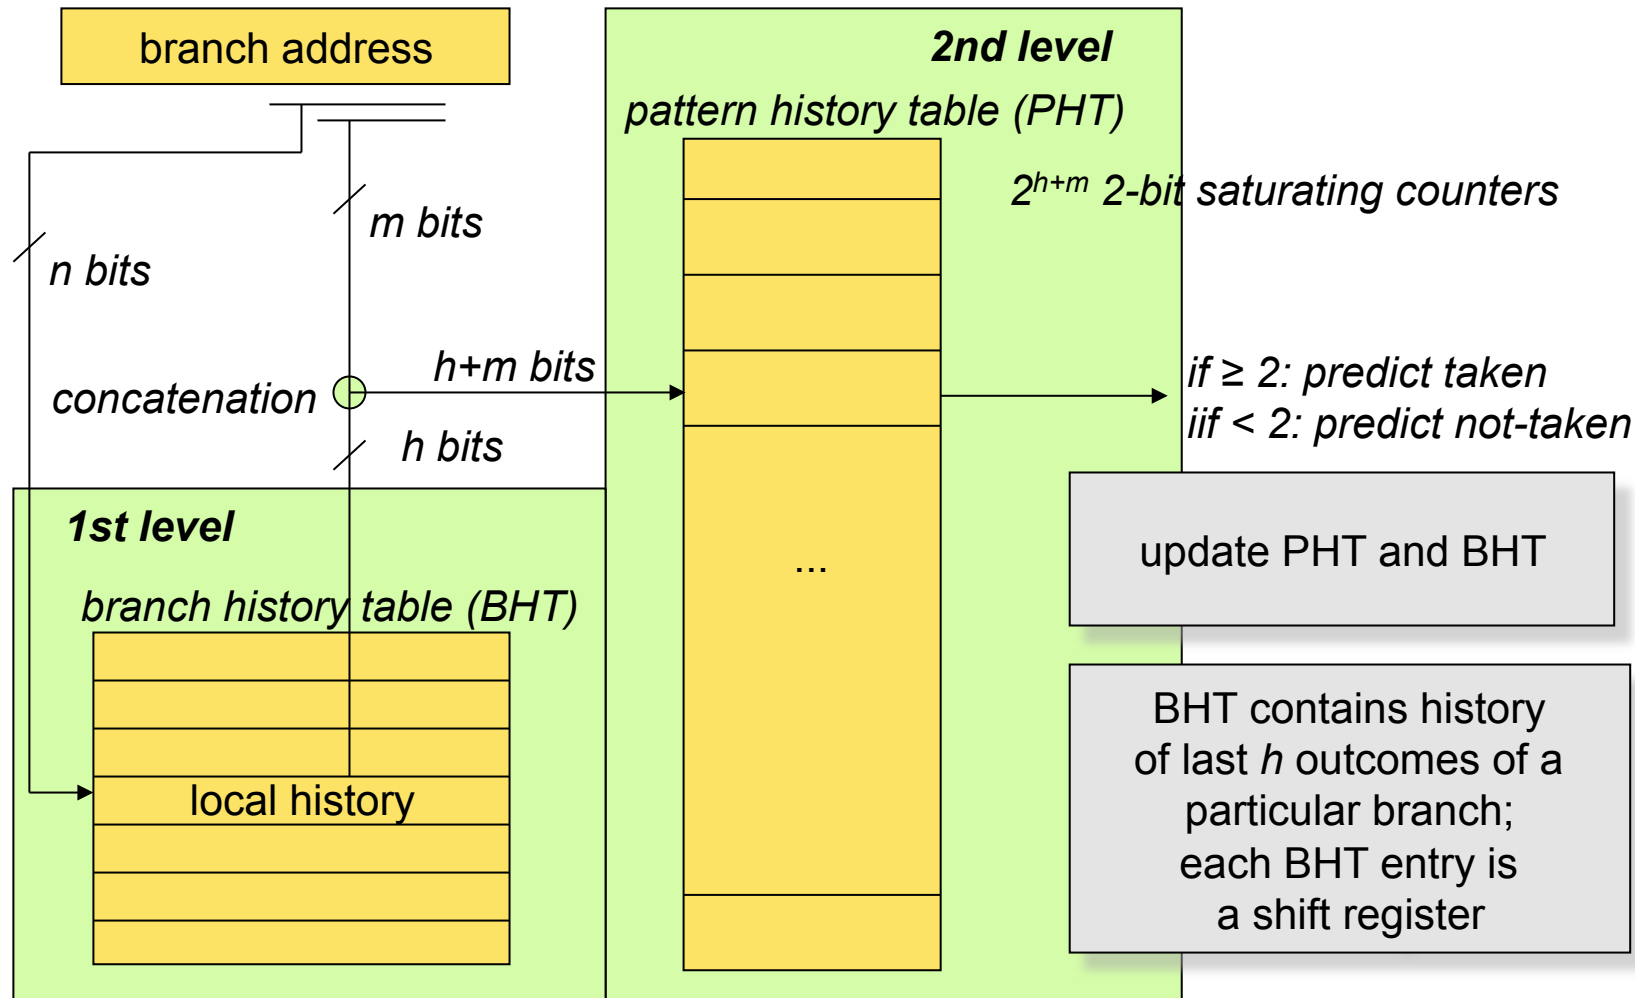 branch address
2nd level
pattern history table (PHT)
2^{h+m} 2-bit saturating counters
m bits
n bits
h+m bits
concatenation
h bits
if ≥ 2: predict taken
iif < 2: predict not-taken
1st level
branch history table (BHT)
local history
...
update PHT and BHT
BHT contains history
of last h outcomes of a
particular branch;
each BHT entry is
a shift register